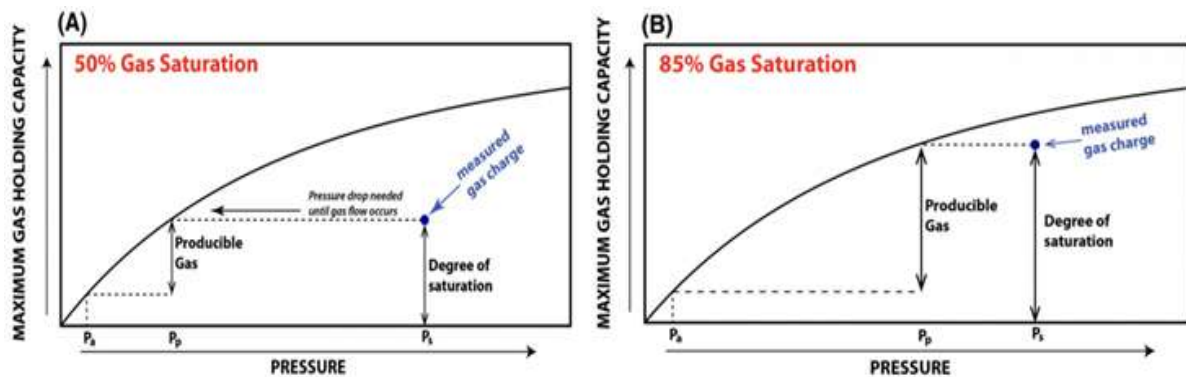 (A)
50% Gas Saturation
MAXIMUM GAS HOLDING CAPACITY
measured
gas charge
Pressure drop needed
until gas flow occurs
Producible
Gas
Degree of
saturation
Pa
Pp
Ps
PRESSURE
(B)
85% Gas Saturation
MAXIMUM GAS HOLDING CAPACITY
measured
gas charge
Producible
Gas
Degree of
saturation
Pa
Pp
Ps
PRESSURE